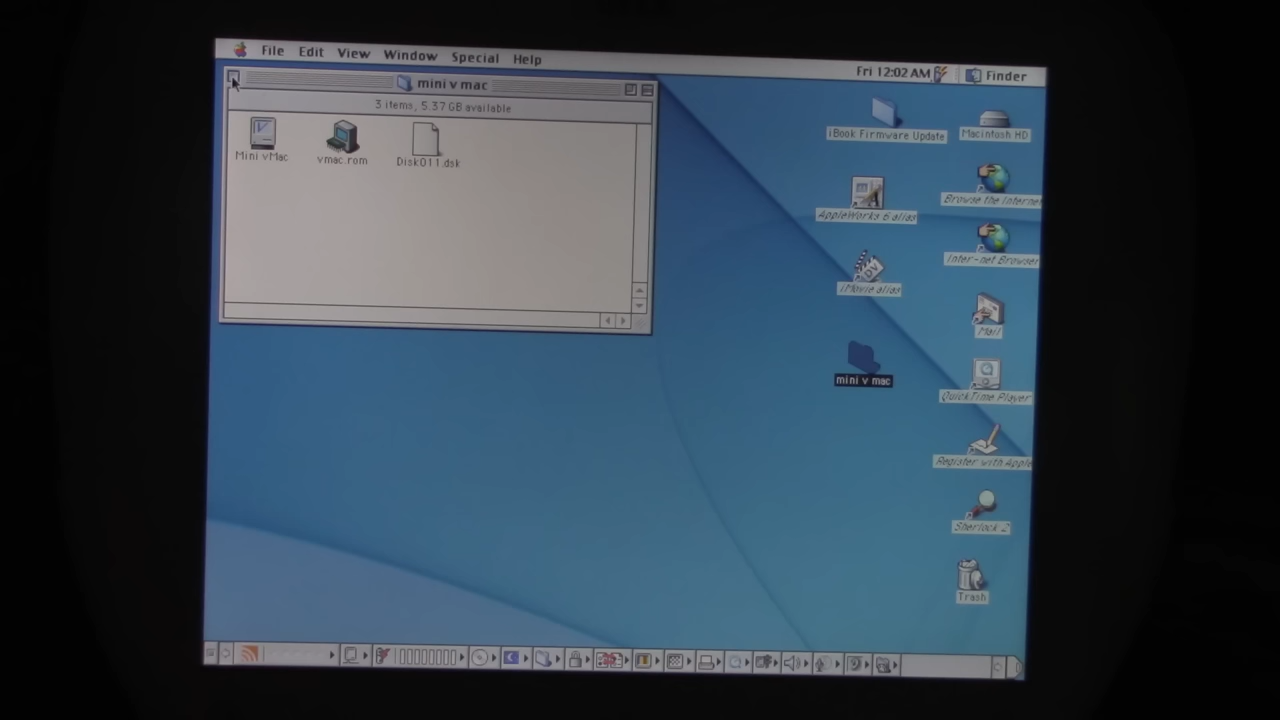 File Edit View Window Special Help
Fri 12:02 AM Finder
mini v mac
3 items, 5.37 GB available
Mini vMac
vmac.rom
Disk011.dsk
iBook Firmware Update
Macintosh HD
Browse the Internet
AppleWorks 6 alias
Inter-net Browser
iMovie alias
Mail
mini v mac
QuickTime Player
Register with Apple
Sherlock 2
Trash